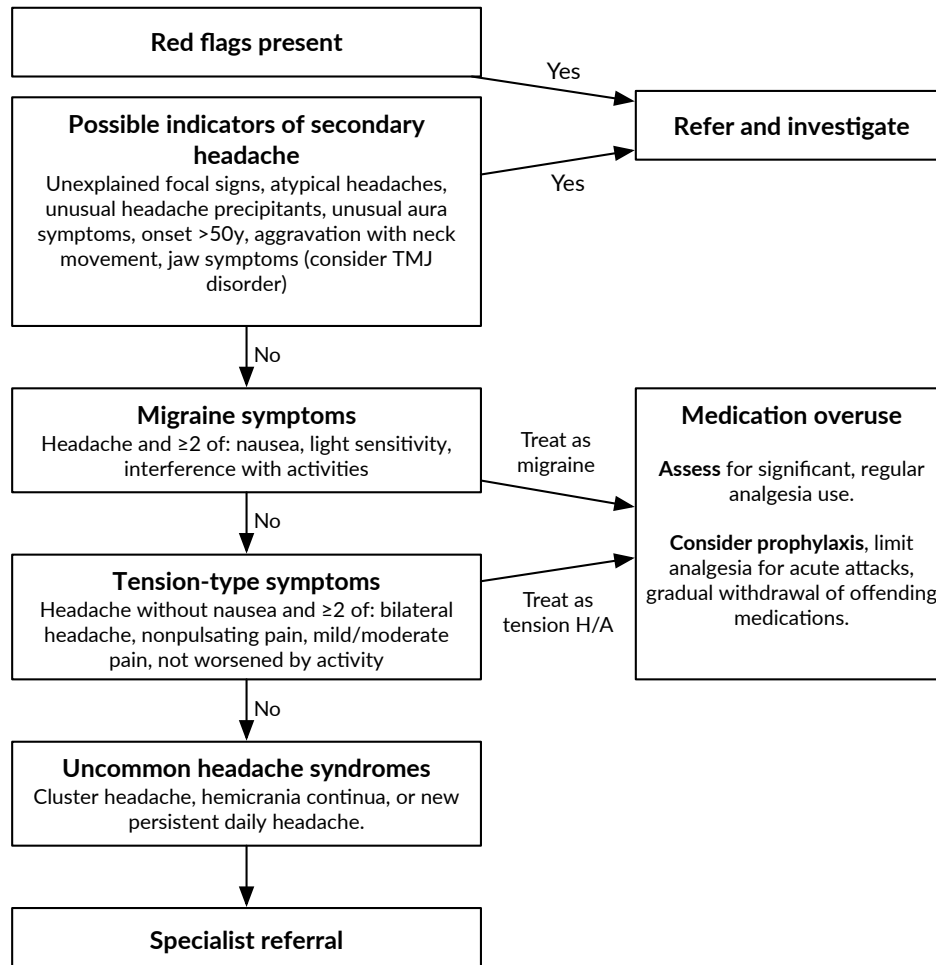 Red flags present
Yes
Refer and investigate
Possible indicators of secondary
headache
Unexplained focal signs, atypical headaches,
unusual headache precipitants, unusual aura
symptoms, onset >50y, aggravation with neck
movement, jaw symptoms (consider TMJ
disorder)
Yes
No
Migraine symptoms
Headache and ≥2 of: nausea, light sensitivity,
interference with activities
Treat as
migraine
Medication overuse
Assess for significant, regular
analgesia use.
Consider prophylaxis, limit
analgesia for acute attacks,
gradual withdrawal of offending
medications.
No
Tension-type symptoms
Headache without nausea and ≥2 of: bilateral
headache, nonpulsating pain, mild/moderate
pain, not worsened by activity
Treat as
tension H/A
No
Uncommon headache syndromes
Cluster headache, hemicrania continua, or new
persistent daily headache.
Specialist referral